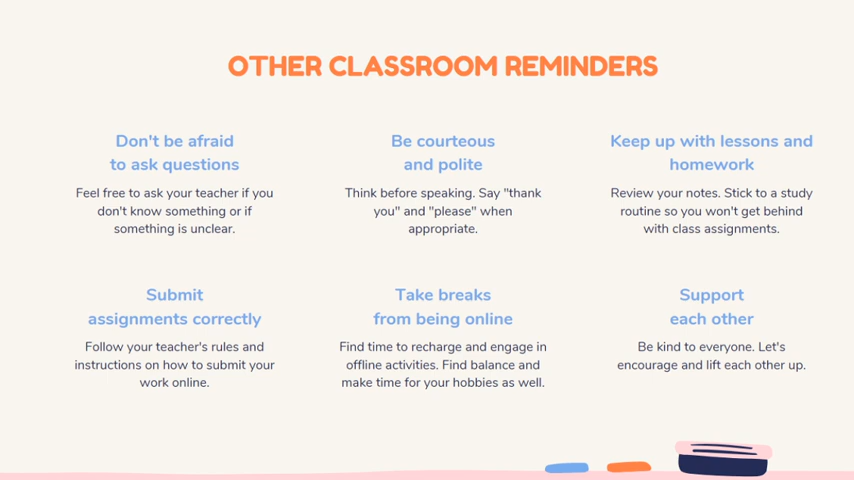 OTHER CLASSROOM REMINDERS
Don't be afraid
to ask questions
Feel free to ask your teacher if you
don't know something or if
something is unclear.
Be courteous
and polite
Think before speaking. Say "thank
you" and "please" when
appropriate.
Keep up with lessons and
homework
Review your notes. Stick to a study
routine so you won't get behind
with class assignments.
Submit
assignments correctly
Follow your teacher's rules and
instructions on how to submit your
work online.
Take breaks
from being online
Find time to recharge and engage in
offline activities. Find balance and
make time for your hobbies as well.
Support
each other
Be kind to everyone. Let's
encourage and lift each other up.